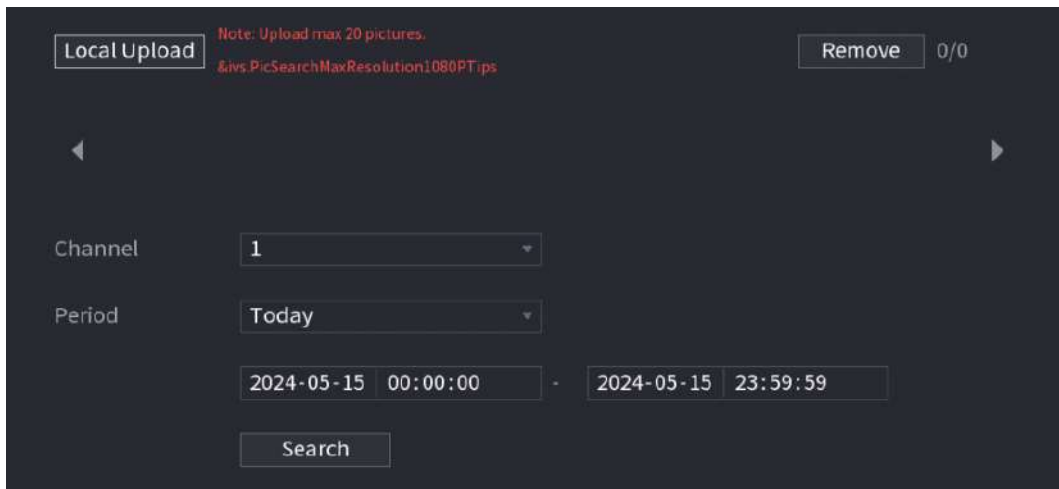 Local Upload
Note: Upload max 20 pictures.
&ivs.PicSearchMaxResolution1080PTips
Remove 0/0
Channel 1
Period Today
2024-05-15 00:00:00 - 2024-05-15 23:59:59
Search